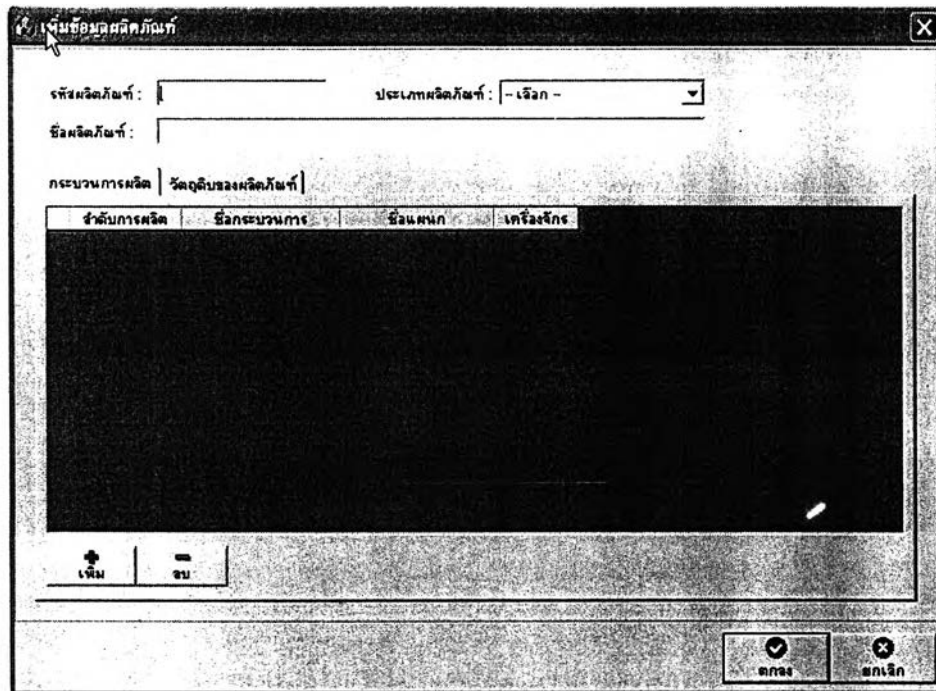 เพิ่มข้อมูลผลิตภัณฑ์
รหัสผลิตภัณฑ์ : ประเภทผลิตภัณฑ์ : -- เลือก --
ชื่อผลิตภัณฑ์ :
กระบวนการผลิต วัตถุดิบของผลิตภัณฑ์
ลำดับการผลิต ชื่อกระบวนการ ชื่อแผนก เครื่องจักร
เพิ่ม ลบ
ตกลง ยกเลิก